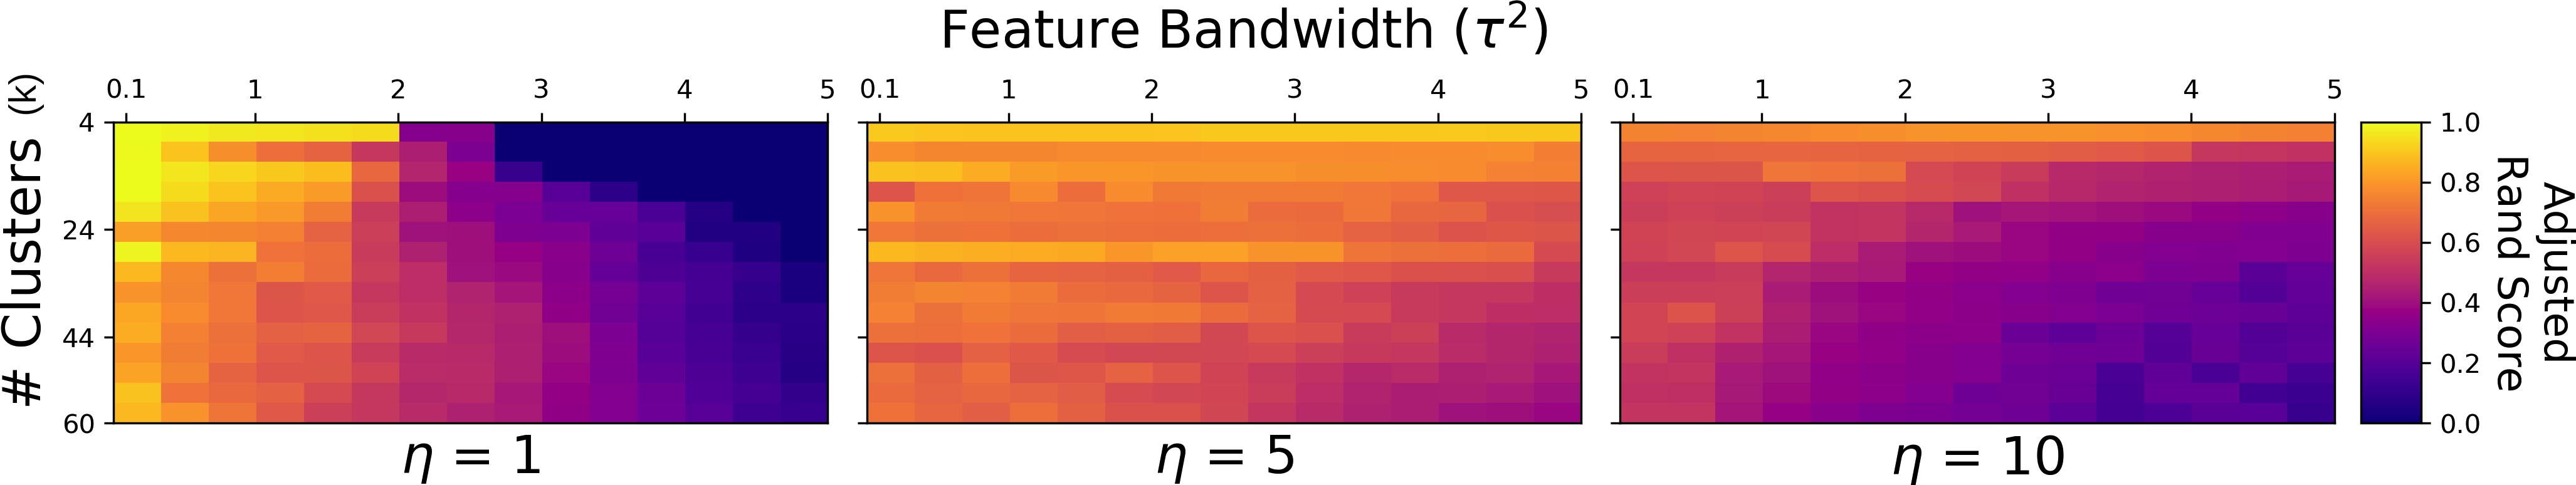 Feature Bandwidth (τ²)
0.1 1 2 3 4 5
0.1 1 2 3 4 5
0.1 1 2 3 4 5
# Clusters (k)
4
24
44
60
η = 1
η = 5
η = 10
1.0
0.8
0.6
0.4
0.2
0.0
Adjusted
Rand Score